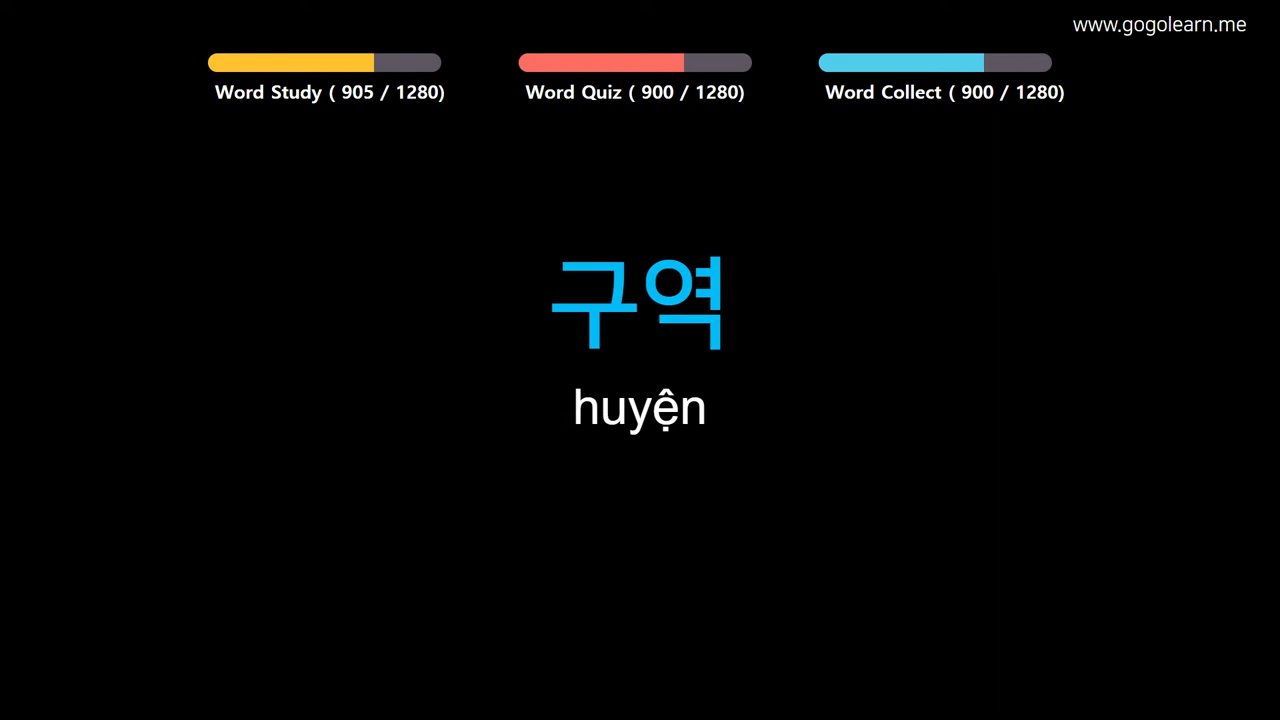 www.gogolearn.me
Word Study ( 905 / 1280)
Word Quiz ( 900 / 1280)
Word Collect ( 900 / 1280)
구역
huyện